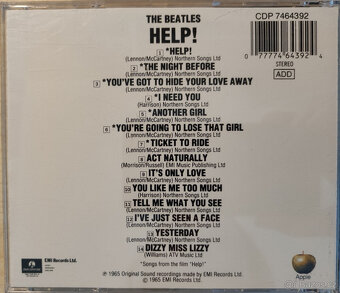 THE BEATLES
HELP!
CDP 7464392
0 77774 64392 4
STEREO
ADD
1 *HELP!
(Lennon/McCartney) Northern Songs Ltd
2 *THE NIGHT BEFORE
(Lennon/McCartney) Northern Songs Ltd
3 *YOU'VE GOT TO HIDE YOUR LOVE AWAY
(Lennon/McCartney) Northern Songs Ltd
4 *I NEED YOU
(Harrison) Northern Songs Ltd
5 *ANOTHER GIRL
(Lennon/McCartney) Northern Songs Ltd
6 *YOU'RE GOING TO LOSE THAT GIRL
(Lennon/McCartney) Northern Songs Ltd
7 *TICKET TO RIDE
(Lennon/McCartney) Northern Songs Ltd
8 ACT NATURALLY
(Morrison/Russell) EMI Music Publishing Ltd
9 IT'S ONLY LOVE
(Lennon/McCartney) Northern Songs Ltd
10 YOU LIKE ME TOO MUCH
(Harrison) Northern Songs Ltd
11 TELL ME WHAT YOU SEE
(Lennon/McCartney) Northern Songs Ltd
12 I'VE JUST SEEN A FACE
(Lennon/McCartney) Northern Songs Ltd
13 YESTERDAY
(Lennon/McCartney) Northern Songs Ltd
14 DIZZY MISS LIZZY
(Williams) ATV Music Ltd
*Songs from the film "Help!"
℗1965 Original Sound recordings made by EMI Records Ltd.
©1965 EMI Records Ltd.
EMI Records Ltd.
Apple